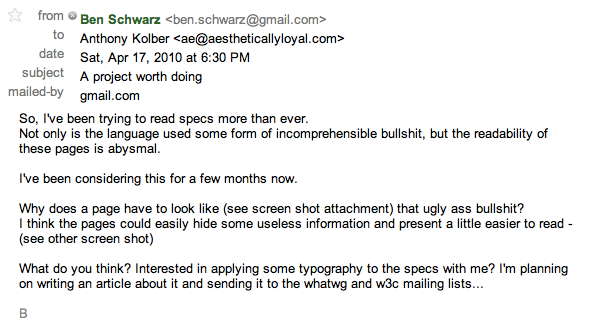 from Ben Schwarz <ben.schwarz@gmail.com>
to Anthony Kolber <ae@aestheticallyloyal.com>
date Sat, Apr 17, 2010 at 6:30 PM
subject A project worth doing
mailed-by gmail.com
So, I've been trying to read specs more than ever.
Not only is the language used some form of incomprehensible bullshit, but the readability of
these pages is abysmal.
I've been considering this for a few months now.
Why does a page have to look like (see screen shot attachment) that ugly ass bullshit?
I think the pages could easily hide some useless information and present a little easier to read -
(see other screen shot)
What do you think? Interested in applying some typography to the specs with me? I'm planning
on writing an article about it and sending it to the whatwg and w3c mailing lists...
B